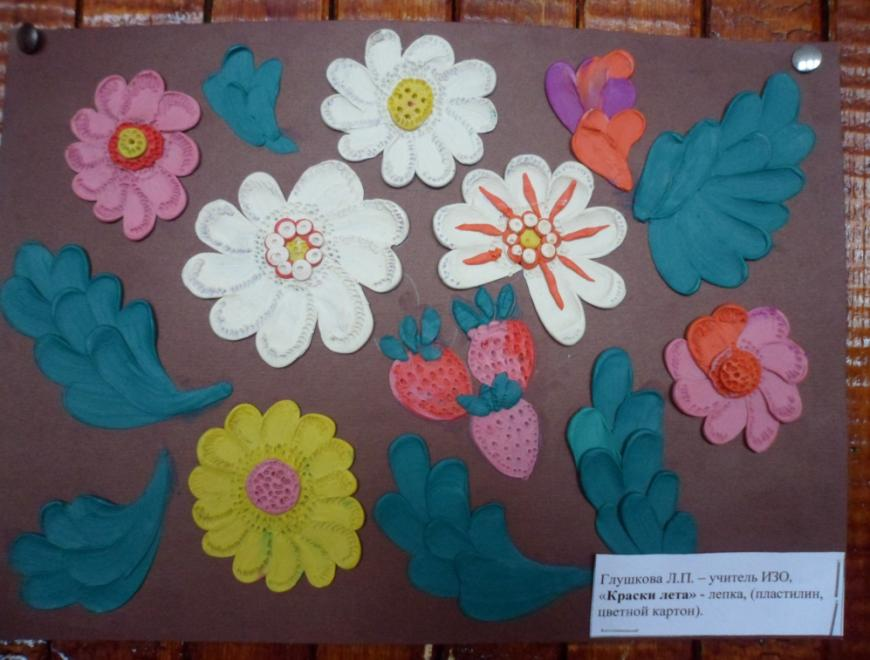 Глушкова Л.П. – учитель ИЗО,
«Краски лета» - лепка, (пластилин,
цветной картон).